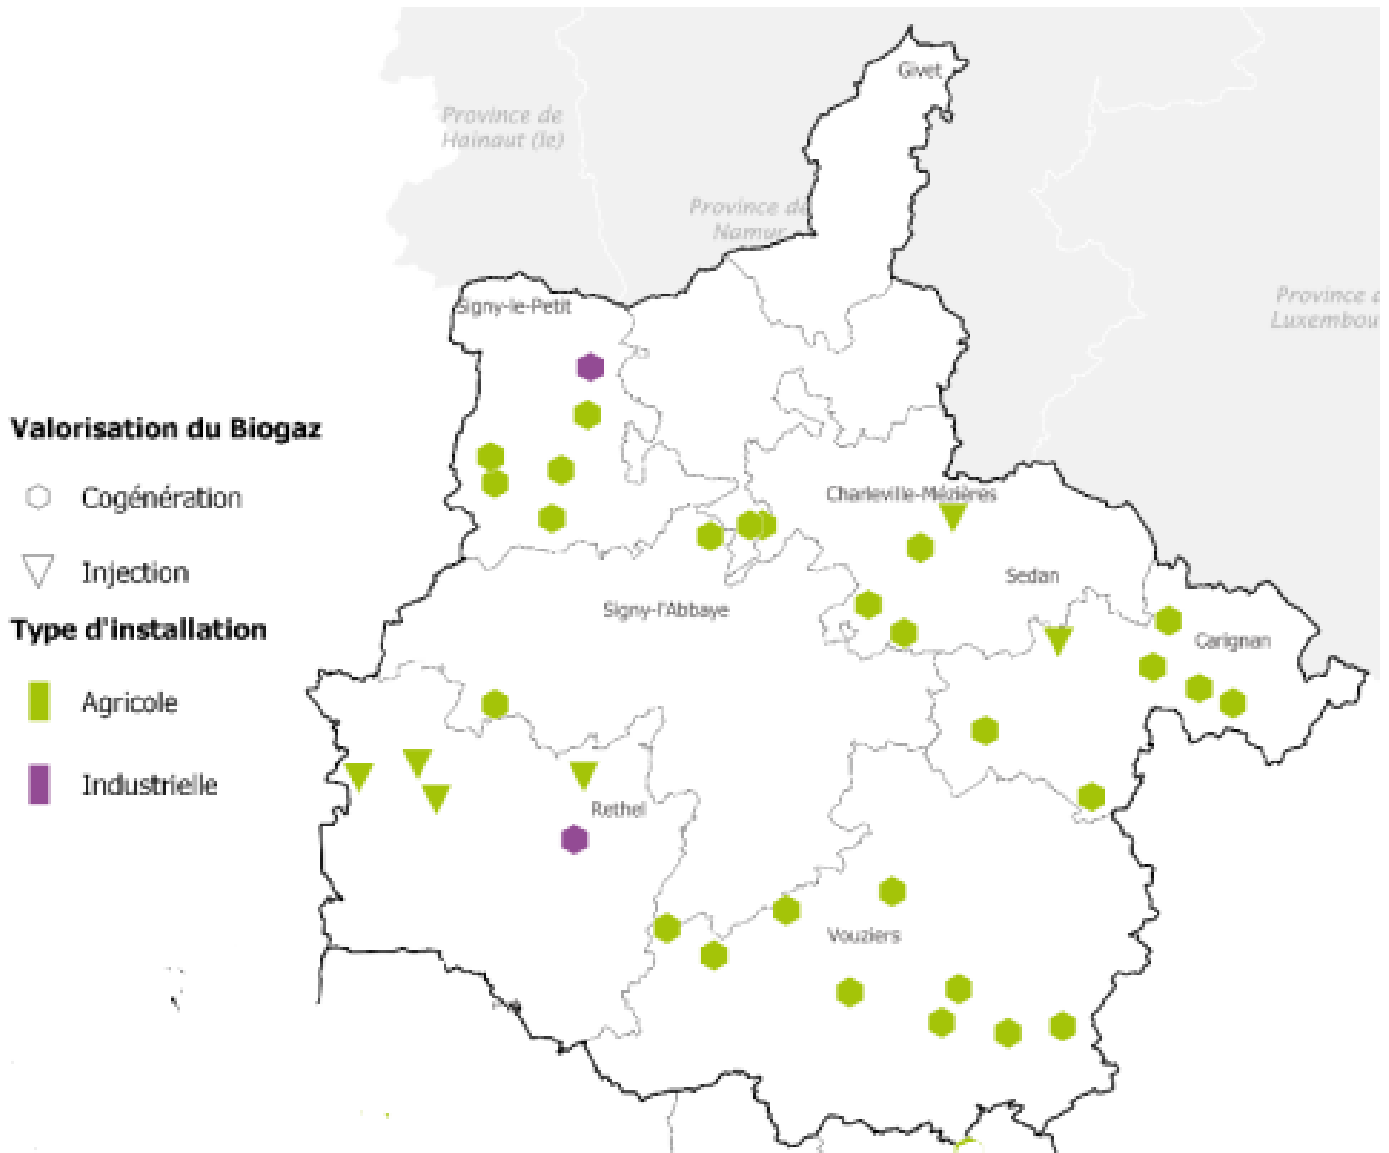 Givet
Province de
Hainaut (le)
Province de
Namur
Signy-le-Petit
Province d
Luxembou
Valorisation du Biogaz
Cogénération
Injection
Type d'installation
Agricole
Industrielle
Charleville-Mézières
Sedan
Signy-l'Abbaye
Carignan
Rethel
Vouziers